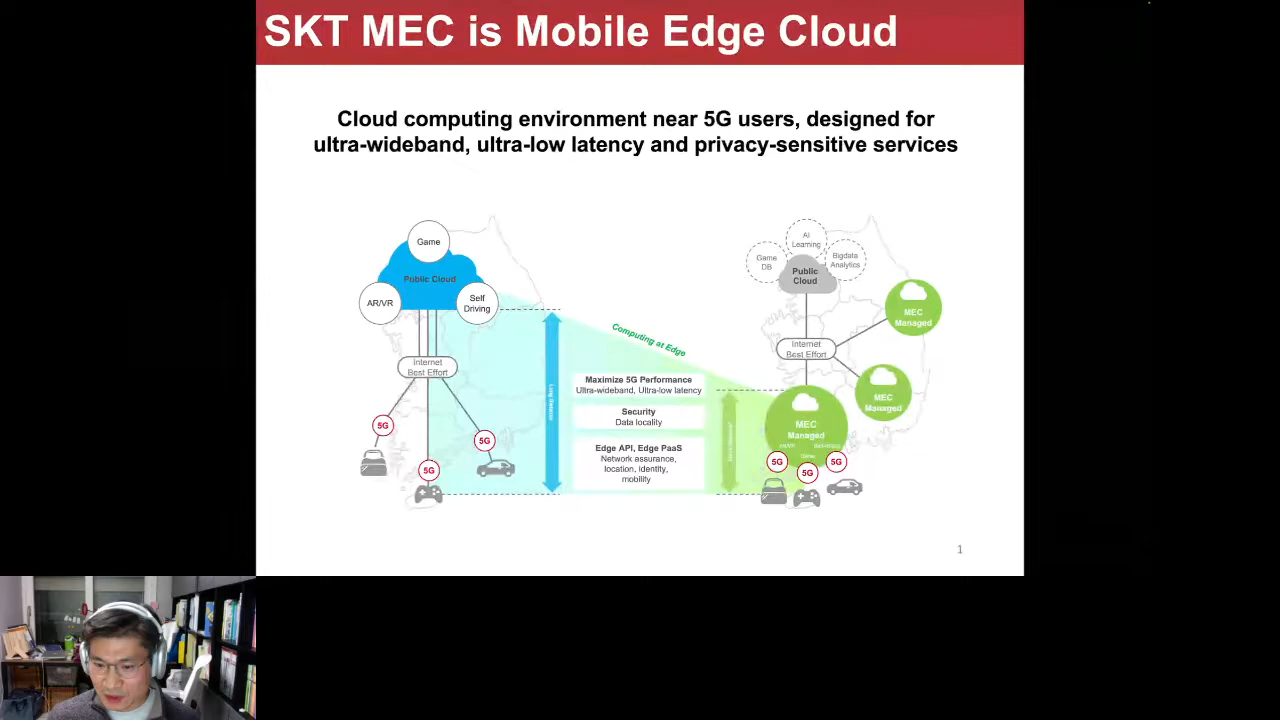 SKT MEC is Mobile Edge Cloud
Cloud computing environment near 5G users, designed for
ultra-wideband, ultra-low latency and privacy-sensitive services
Game
Public Cloud
AR/VR
Self
Driving
Internet
Best Effort
5G
5G
5G
Long Distance
Computing at Edge
Maximize 5G Performance
Ultra-wideband, Ultra-low latency
Security
Data locality
Edge API, Edge PaaS
Network assurance,
location, identity,
mobility
AI
Learning
Game
DB
Bigdata
Analytics
Public
Cloud
MEC
Managed
Internet
Best Effort
MEC
Managed
MEC
Managed
Game
5G
5G
5G
1